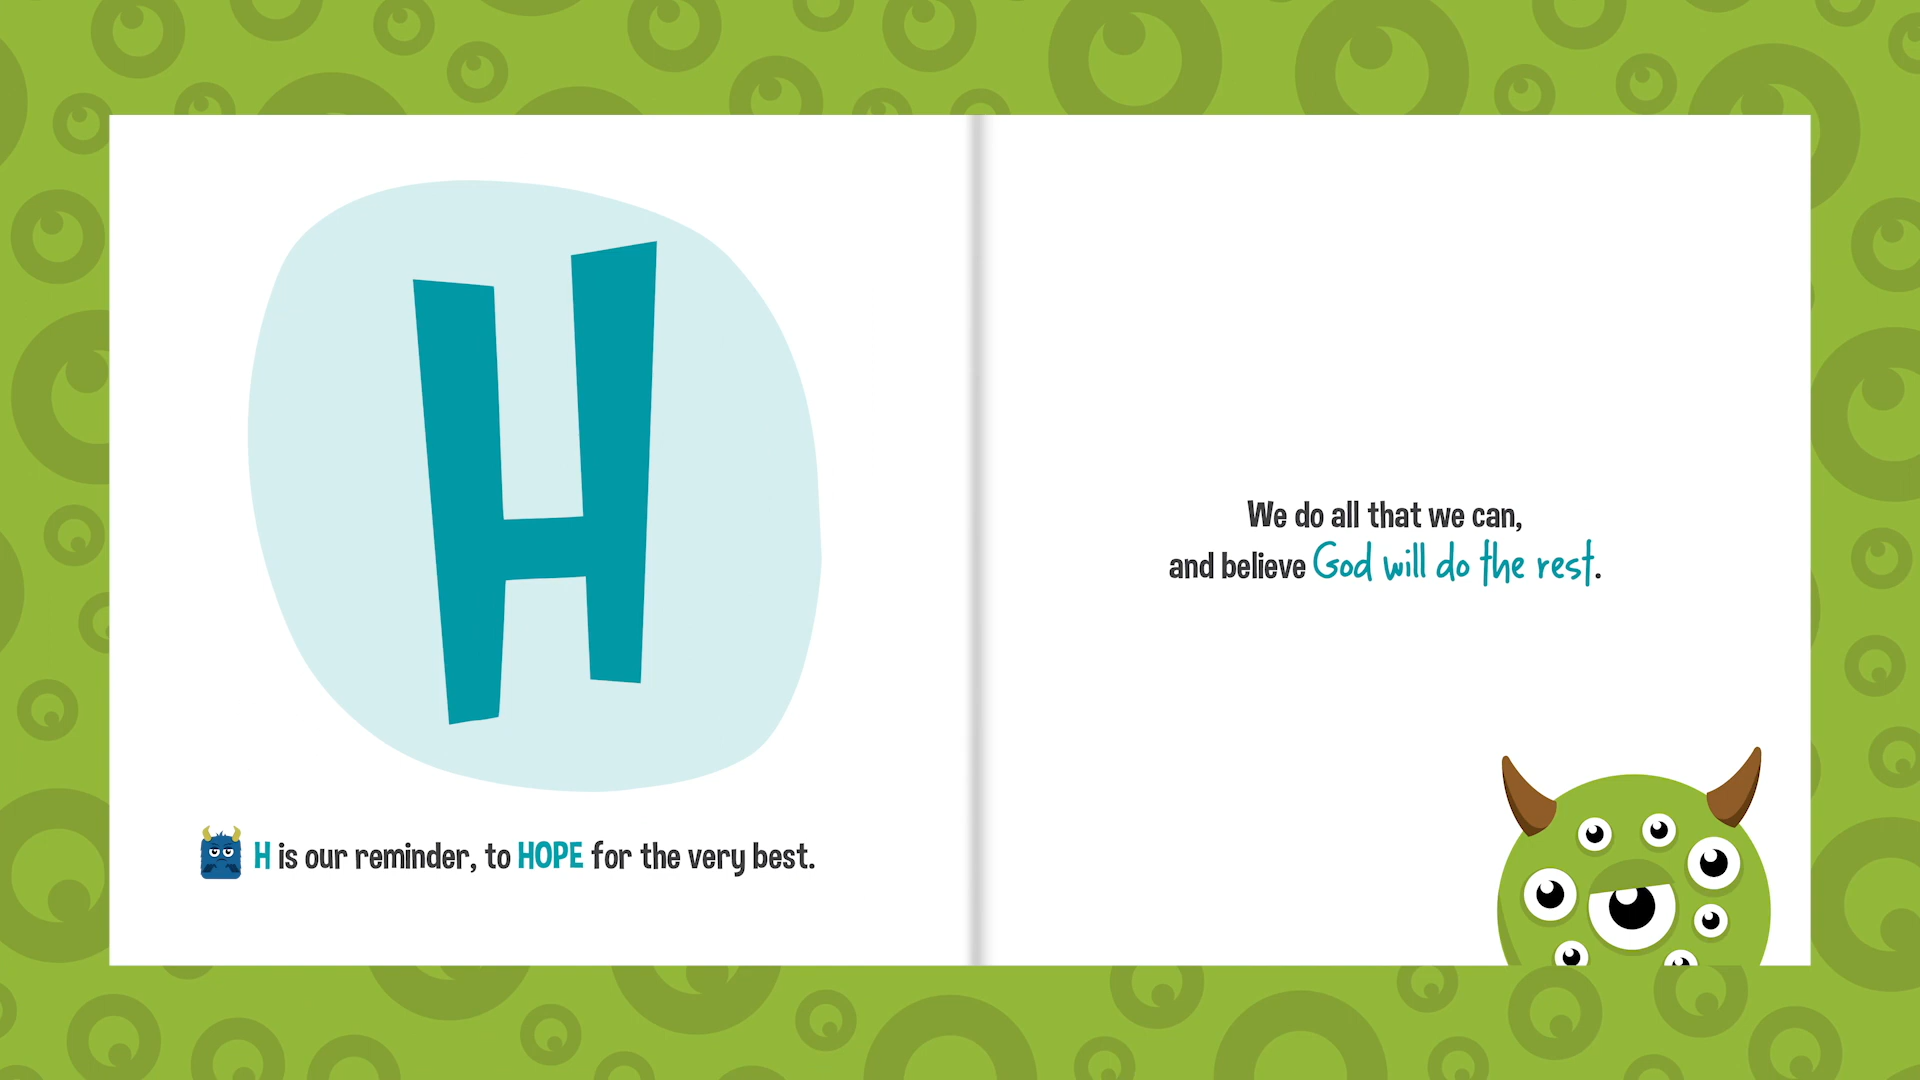 H
H is our reminder, to HOPE for the very best.
We do all that we can,
and believe God will do the rest.